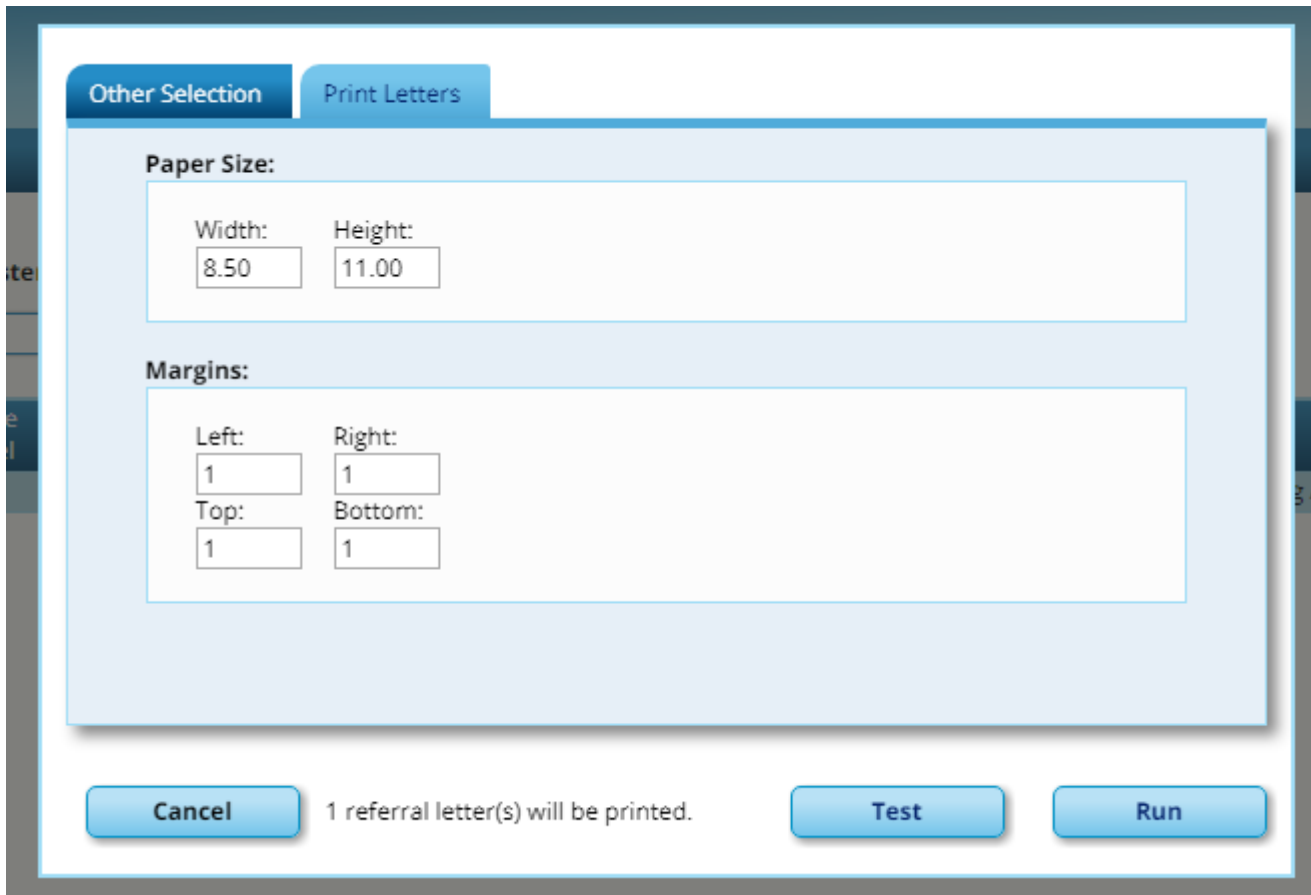 Other Selection Print Letters
Paper Size:
Width: Height:
8.50 11.00
Margins:
Left: Right:
1 1
Top: Bottom:
1 1
Cancel 1 referral letter(s) will be printed. Test Run